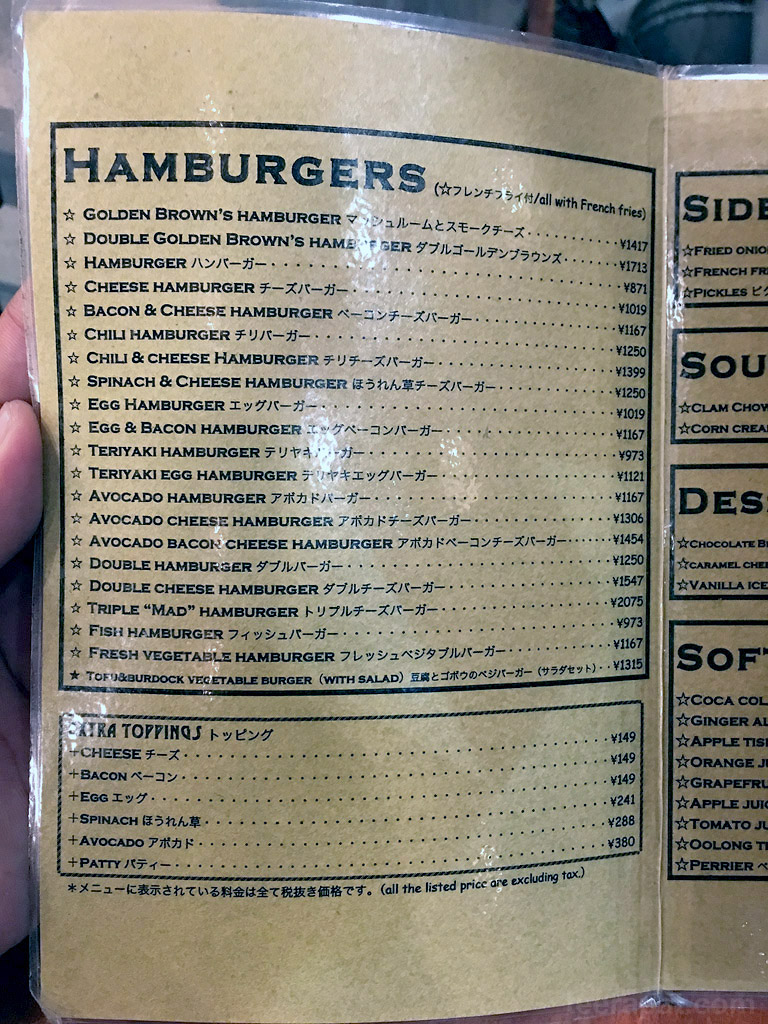 HAMBURGERS (☆フレンチフライ付/all with French fries)
☆ GOLDEN BROWN'S HAMBURGER マッシュルームとスモークチーズ ¥1417
☆ DOUBLE GOLDEN BROWN'S HAMBURGER ダブルゴールデンブラウンズ ¥1713
☆ HAMBURGER ハンバーガー ¥871
☆ CHEESE HAMBURGER チーズバーガー ¥1019
☆ BACON & CHEESE HAMBURGER ベーコンチーズバーガー ¥1167
☆ CHILI HAMBURGER チリバーガー ¥1250
☆ CHILI & CHEESE HAMBURGER チリチーズバーガー ¥1399
☆ SPINACH & CHEESE HAMBURGER ほうれん草チーズバーガー ¥1250
☆ EGG HAMBURGER エッグバーガー ¥1019
☆ EGG & BACON HAMBURGER エッグベーコンバーガー ¥1167
☆ TERIYAKI HAMBURGER テリヤキバーガー ¥973
☆ TERIYAKI EGG HAMBURGER テリヤキエッグバーガー ¥1121
☆ AVOCADO HAMBURGER アボカドバーガー ¥1167
☆ AVOCADO CHEESE HAMBURGER アボカドチーズバーガー ¥1306
☆ AVOCADO BACON CHEESE HAMBURGER アボカドベーコンチーズバーガー ¥1454
☆ DOUBLE HAMBURGER ダブルバーガー ¥1250
☆ DOUBLE CHEESE HAMBURGER ダブルチーズバーガー ¥1547
☆ TRIPLE "MAD" HAMBURGER トリプルチーズバーガー ¥2075
☆ FISH HAMBURGER フィッシュバーガー ¥973
☆ FRESH VEGETABLE HAMBURGER フレッシュベジタブルバーガー ¥1167
★ TOFU&BURDOCK VEGETABLE BURGER (WITH SALAD) 豆腐とゴボウのベジバーガー (サラダセット) ¥1315
EXTRA TOPPINGS トッピング
+CHEESE チーズ ¥149
+BACON ベーコン ¥149
+EGG エッグ ¥149
+SPINACH ほうれん草 ¥241
+AVOCADO アボカド ¥288
+PATTY パティー ¥380
*メニューに表示されている料金は全て税抜き価格です。(all the listed price are excluding tax.)
SIDE
☆FRIED ONIO
☆FRENCH FR
☆PICKLES ピク
SOU
☆CLAM CHOW
☆CORN CREA
DES
☆CHOCOLATE B
☆CARAMEL CHE
☆VANILLA ICE
SOFT
☆COCA COL
☆GINGER AL
☆APPLE TIS
☆ORANGE J
☆GRAPEFRU
☆APPLE JUIC
☆TOMATO JU
☆OOLONG T
☆PERRIER ペ